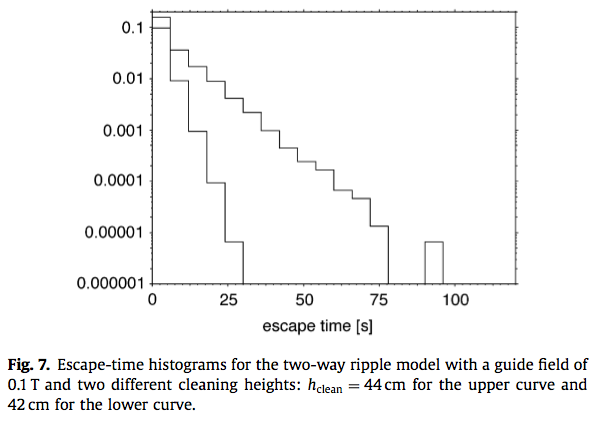 0.1
0.01
0.001
0.0001
0.00001
0.000001
0 25 50 75 100
escape time [s]
Fig. 7. Escape-time histograms for the two-way ripple model with a guide field of
0.1 T and two different cleaning heights: hclean = 44 cm for the upper curve and
42 cm for the lower curve.